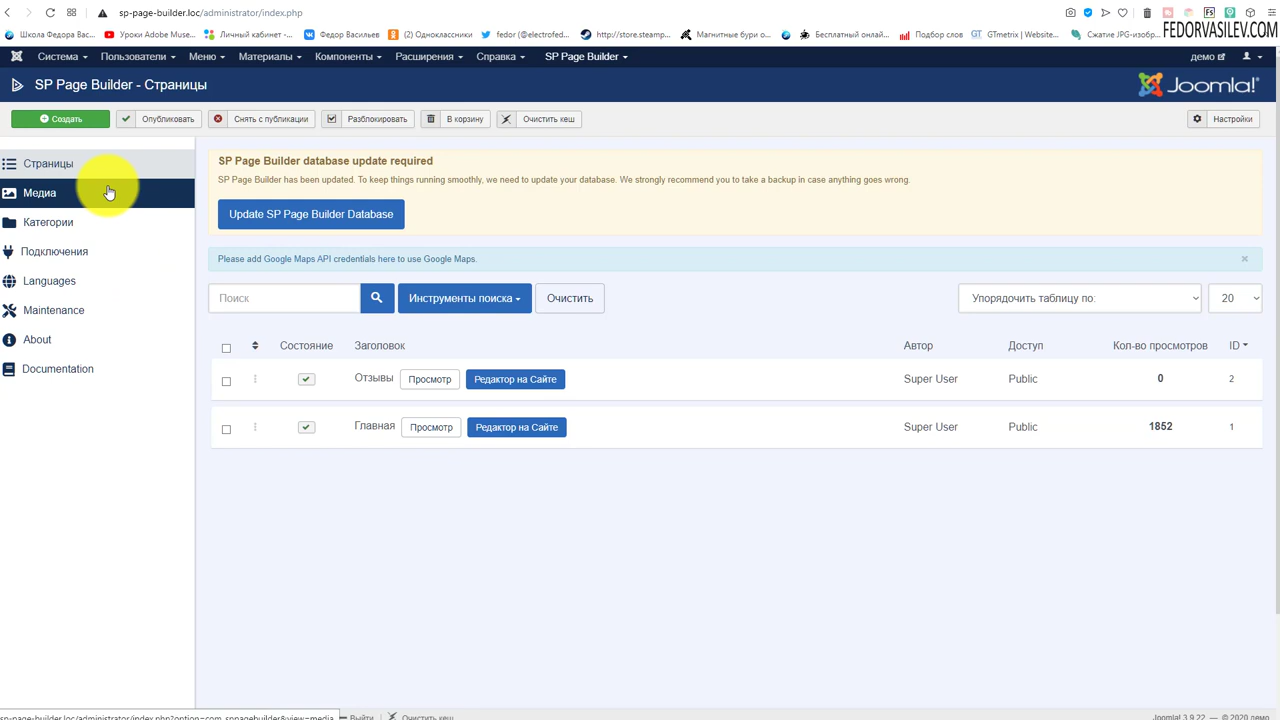 sp-page-builder.loc/administrator/index.php
Школа Федора Вас... Уроки Adobe Muse... Личный кабинет -... Федор Васильев (2) Одноклассники fedor (@electrofed... http://store.steamp... Магнитные бури о... Бесплатный онлай... Подбор слов GTmetrix | Website... Сжатие JPG-изобр...
FEDORVASILEV.COM
Система Пользователи Меню Материалы Компоненты Расширения Справка SP Page Builder демо
SP Page Builder - Страницы Joomla!
Создать Опубликовать Снять с публикации Разблокировать В корзину Очистить кеш Настройки
Страницы
Медиа
Категории
Подключения
Languages
Maintenance
About
Documentation
SP Page Builder database update required
SP Page Builder has been updated. To keep things running smoothly, we need to update your database. We strongly recommend you to take a backup in case anything goes wrong.
Update SP Page Builder Database
Please add Google Maps API credentials here to use Google Maps. ×
Поиск Инструменты поиска Очистить Упорядочить таблицу по: 20
Состояние Заголовок Автор Доступ Кол-во просмотров ID
Отзывы Просмотр Редактор на Сайте Super User Public 0 2
Главная Просмотр Редактор на Сайте Super User Public 1852 1
sp-page-builder.loc/administrator/index.php?option=com_sppagebuilder&view=media Выйти Очистить кеш Joomla! 3.9.22 — © 2020 демо